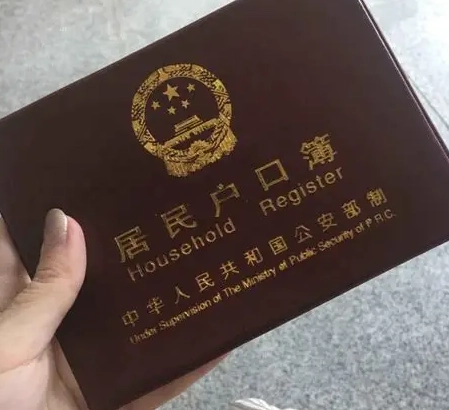 居民户口簿
Household Register
中华人民共和国公安部制
Under Supervision of The Ministry of Public Security of P.R.C.